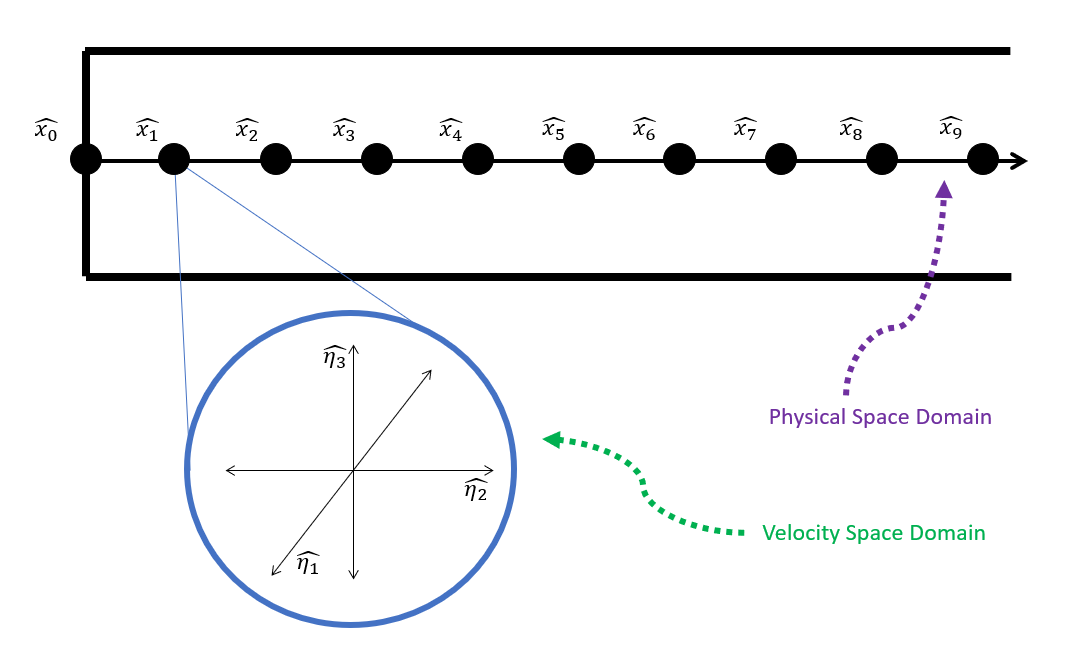 $\widehat{x_0}$ $\widehat{x_1}$ $\widehat{x_2}$ $\widehat{x_3}$ $\widehat{x_4}$ $\widehat{x_5}$ $\widehat{x_6}$ $\widehat{x_7}$ $\widehat{x_8}$ $\widehat{x_9}$
$\widehat{\eta_3}$
Physical Space Domain
$\widehat{\eta_2}$
Velocity Space Domain
$\widehat{\eta_1}$